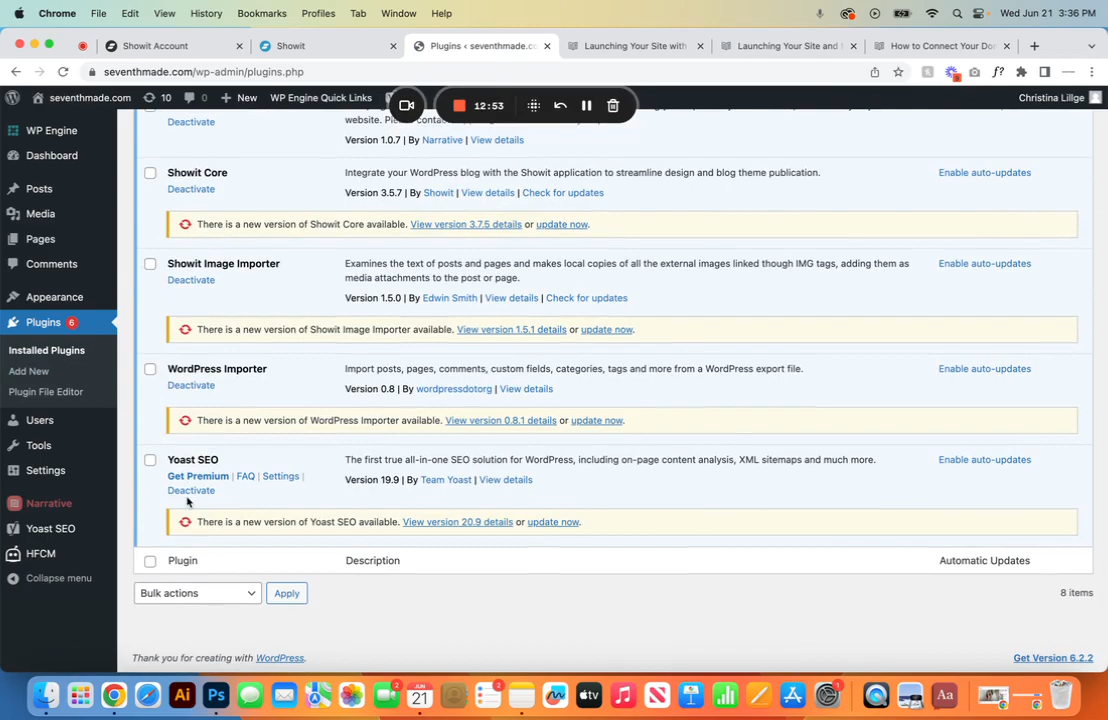 Chrome File Edit View History Bookmarks Profiles Tab Window Help Wed Jun 21 3:36 PM
Showit Account Showit Plugins ‹ seventhmade.co Launching Your Site with Launching Your Site and How to Connect Your Do
seventhmade.com/wp-admin/plugins.php
seventhmade.com 10 0 New WP Engine Quick Links 12:53 Christina Lillge
WP Engine
Dashboard
Posts
Media
Pages
Comments
Appearance
Plugins 6
Installed Plugins
Add New
Plugin File Editor
Users
Tools
Settings
Narrative
Yoast SEO
HFCM
Collapse menu
Deactivate
Version 1.0.7 | By Narrative | View details
Showit Core
Deactivate
Integrate your WordPress blog with the Showit application to streamline design and blog theme publication.
Version 3.5.7 | By Showit | View details | Check for updates
Enable auto-updates
There is a new version of Showit Core available. View version 3.7.5 details or update now.
Showit Image Importer
Deactivate
Examines the text of posts and pages and makes local copies of all the external images linked though IMG tags, adding them as
media attachments to the post or page.
Version 1.5.0 | By Edwin Smith | View details | Check for updates
Enable auto-updates
There is a new version of Showit Image Importer available. View version 1.5.1 details or update now.
WordPress Importer
Deactivate
Import posts, pages, comments, custom fields, categories, tags and more from a WordPress export file.
Version 0.8 | By wordpressdotorg | View details
Enable auto-updates
There is a new version of WordPress Importer available. View version 0.8.1 details or update now.
Yoast SEO
Get Premium | FAQ | Settings |
Deactivate
The first true all-in-one SEO solution for WordPress, including on-page content analysis, XML sitemaps and much more.
Version 19.9 | By Team Yoast | View details
Enable auto-updates
There is a new version of Yoast SEO available. View version 20.9 details or update now.
Plugin Description Automatic Updates
Bulk actions Apply 8 items
Thank you for creating with WordPress. Get Version 6.2.2